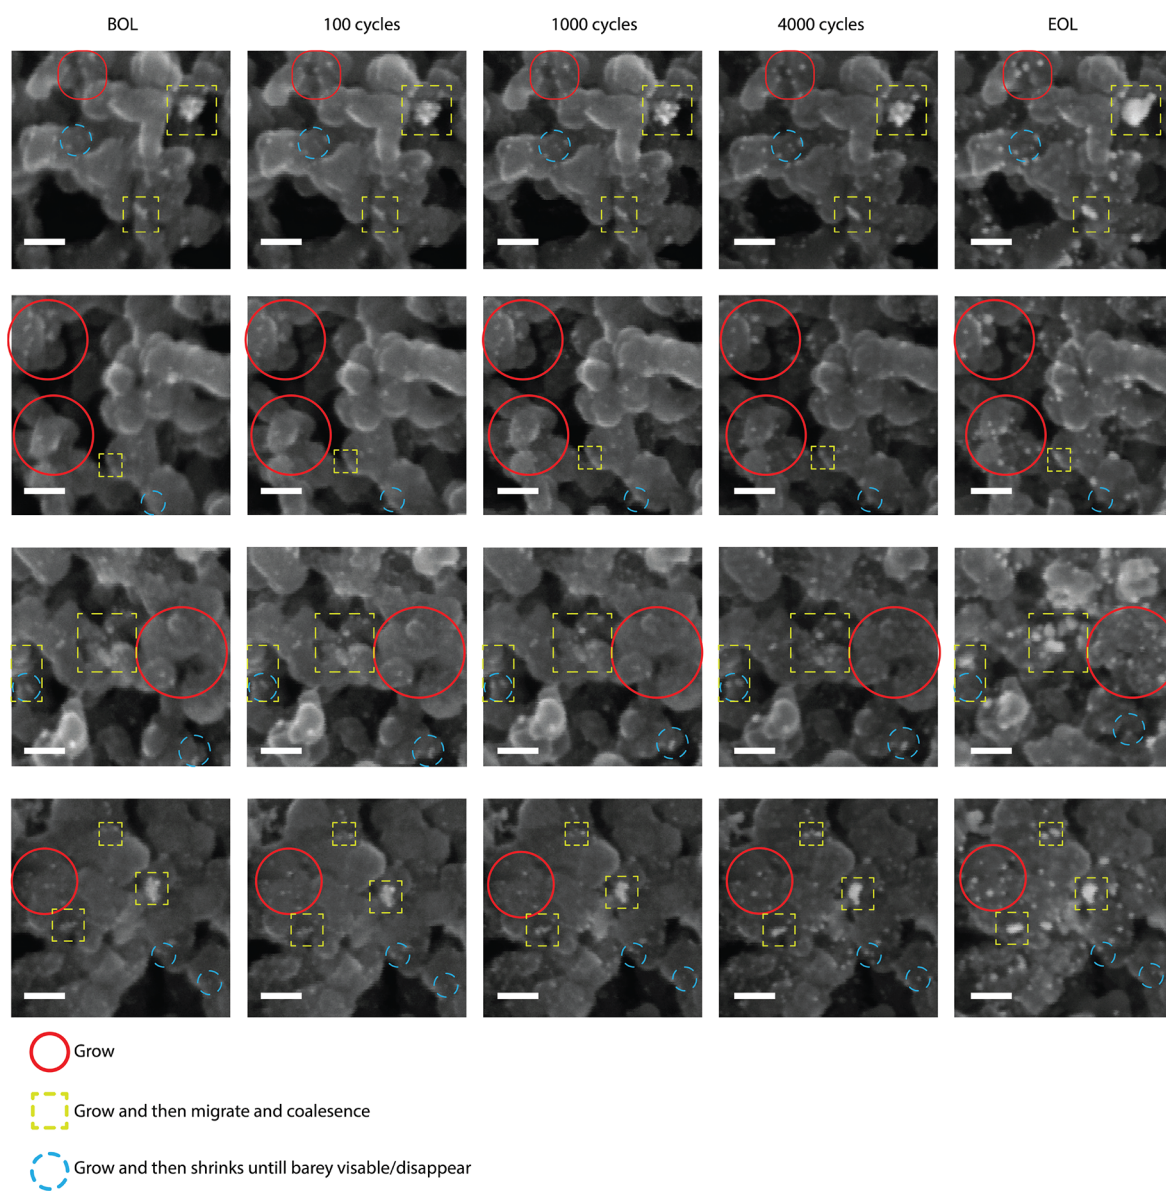 BOL 100 cycles 1000 cycles 4000 cycles EOL
Grow
Grow and then migrate and coalesence
Grow and then shrinks untill barey visable/disappear